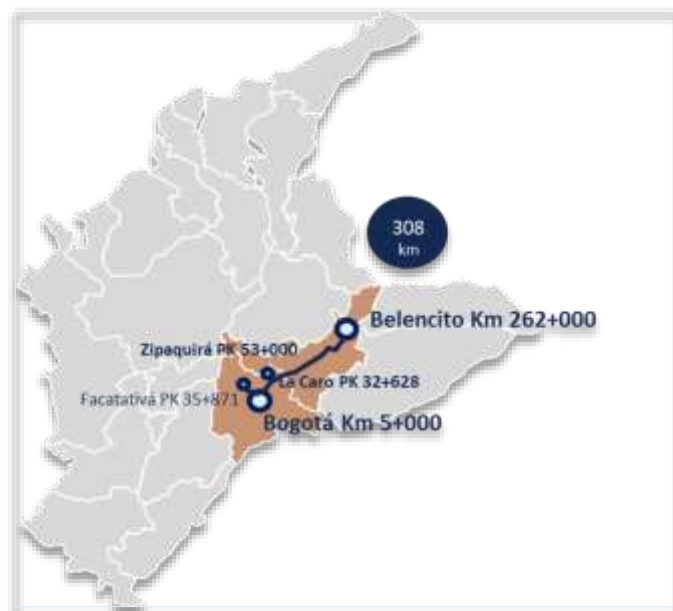 308
km
Belencito Km 262+000
Zipaquirá PK 53+000
La Caro PK 32+628
Facatativá PK 35+871
Bogotá Km 5+000